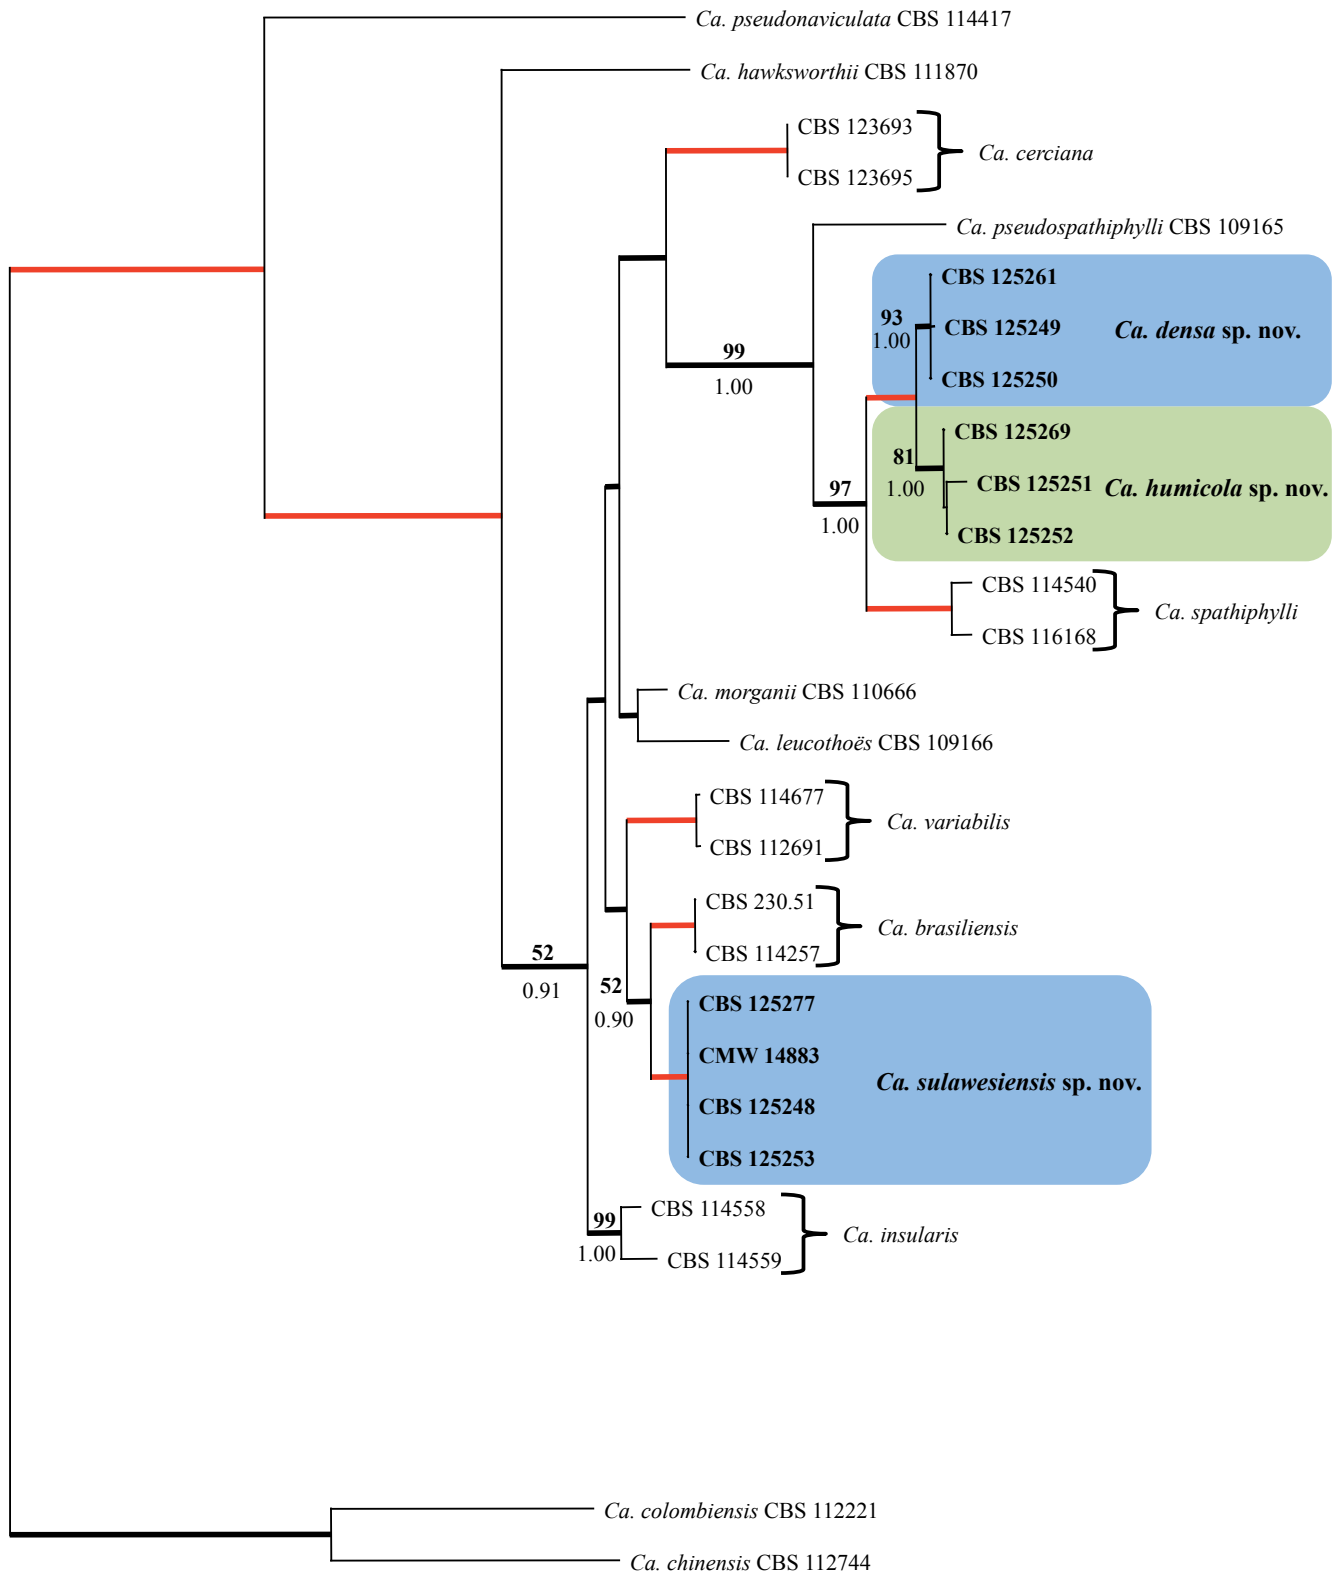 Ca. pseudonaviculata CBS 114417
Ca. hawksworthii CBS 111870
CBS 123693
Ca. cerciana
CBS 123695
Ca. pseudospathiphylli CBS 109165
CBS 125261
93
CBS 125249
Ca. densa sp. nov.
1.00
99
CBS 125250
1.00
CBS 125269
81
CBS 125251
Ca. humicola sp. nov.
97
1.00
1.00
CBS 125252
CBS 114540
Ca. spathiphylli
CBS 116168
Ca. morganii CBS 110666
Ca. leucothoës CBS 109166
CBS 114677
Ca. variabilis
CBS 112691
CBS 230.51
Ca. brasiliensis
CBS 114257
52
0.91
52
0.90
CBS 125277
CMW 14883
Ca. sulawesiensis sp. nov.
CBS 125248
CBS 125253
CBS 114558
99
Ca. insularis
1.00
CBS 114559
Ca. colombiensis CBS 112221
Ca. chinensis CBS 112744